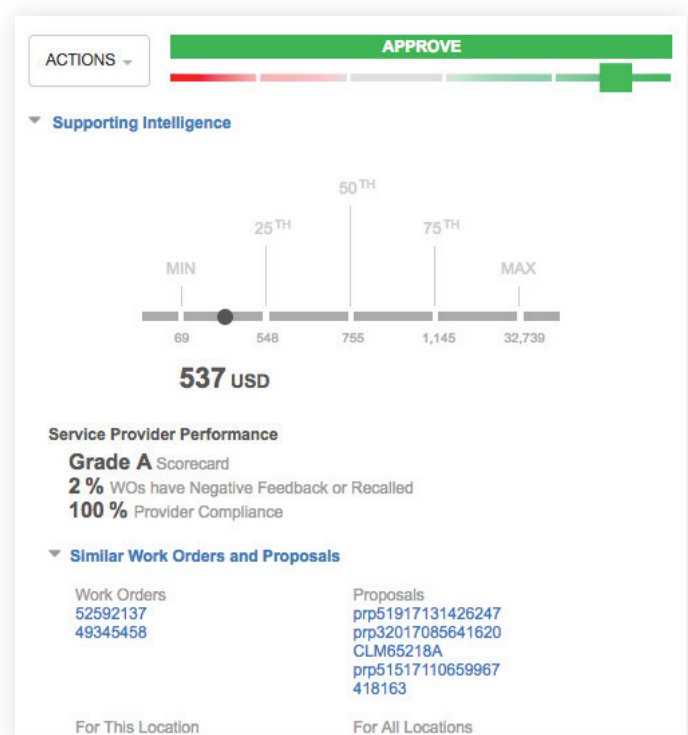 ACTIONS
APPROVE
Supporting Intelligence
50TH
25TH
75TH
MIN
MAX
69 548 755 1,145 32,739
537 USD
Service Provider Performance
Grade A Scorecard
2 % WOs have Negative Feedback or Recalled
100 % Provider Compliance
Similar Work Orders and Proposals
Work Orders
52592137
49345458
Proposals
prp51917131426247
prp32017085641620
CLM65218A
prp51517110659967
418163
For This Location
For All Locations